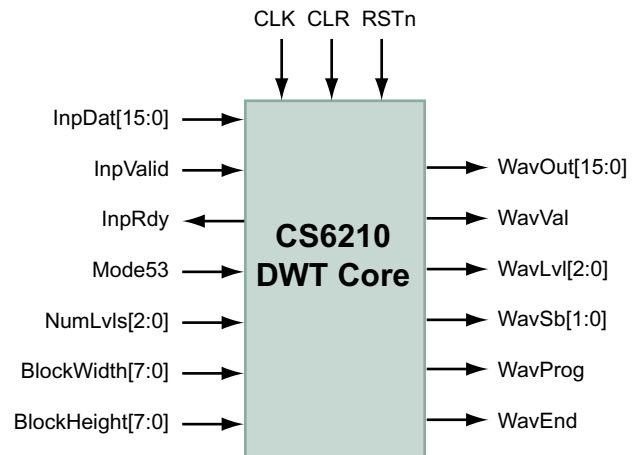 CLK CLR RSTn
InpDat[15:0]
InpValid
InpRdy
Mode53
NumLvls[2:0]
BlockWidth[7:0]
BlockHeight[7:0]
CS6210
DWT Core
WavOut[15:0]
WavVal
WavLvl[2:0]
WavSb[1:0]
WavProg
WavEnd